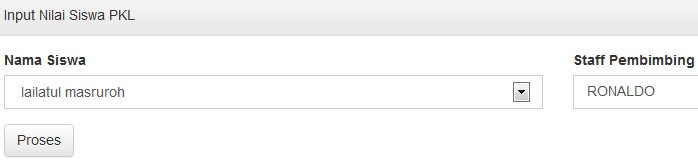 Input Nilai Siswa PKL
Nama Siswa
Staff Pembimbing
lailatul masruroh
RONALDO
Proses